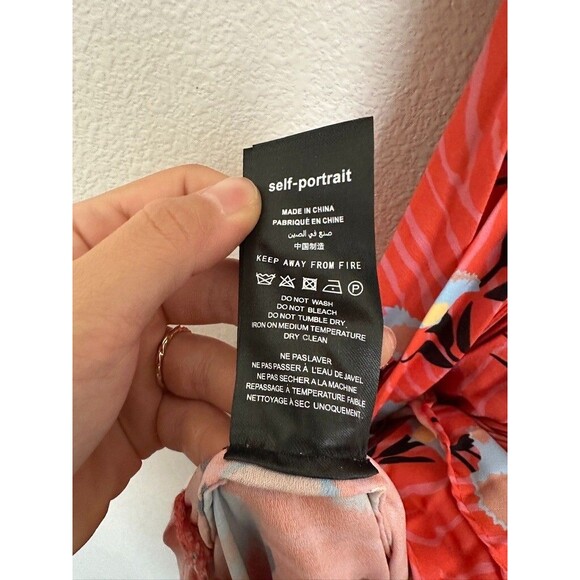 self-portrait
MADE IN CHINA
FABRIQUÉ EN CHINE
صنع في الصين
中国制造
KEEP AWAY FROM FIRE
DO NOT WASH
DO NOT BLEACH
DO NOT TUMBLE DRY.
IRON ON MEDIUM TEMPERATURE
DRY CLEAN
NE PASLAVER
NE PAS PASSER À L'EAU DE JAVEL
NE PAS SECHER A LA MACHINE
REPASSAGE À TEMPERATURE FAIBLE
NETTOYAGE À SEC UNOQUEMENT.